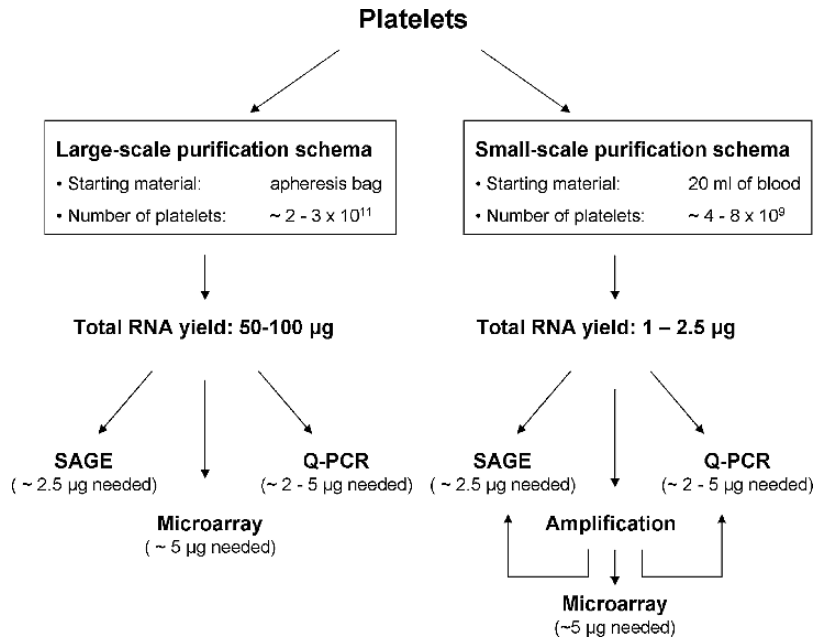 Platelets
Large-scale purification schema
• Starting material: apheresis bag
• Number of platelets: ~ 2 - 3 x 10¹¹
Small-scale purification schema
• Starting material: 20 ml of blood
• Number of platelets: ~ 4 - 8 x 10⁹
Total RNA yield: 50-100 µg
Total RNA yield: 1 – 2.5 µg
SAGE
( ~ 2.5 µg needed)
Q-PCR
(~ 2 - 5 µg needed)
Microarray
( ~ 5 µg needed)
SAGE
( ~2.5 µg needed)
Q-PCR
(~ 2 - 5 µg needed)
Amplification
Microarray
(~5 µg needed)